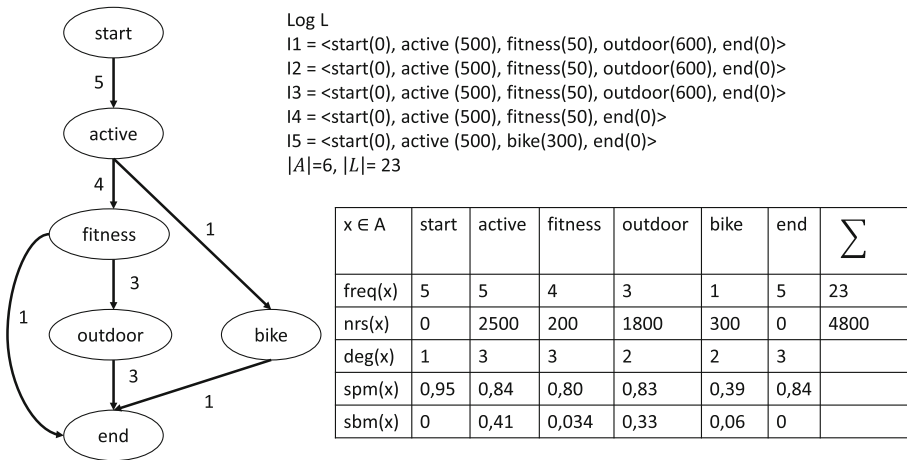 start
5
active
4
1
fitness
1
3
outdoor
bike
3
1
end
Log L
I1 = <start(0), active (500), fitness(50), outdoor(600), end(0)>
I2 = <start(0), active (500), fitness(50), outdoor(600), end(0)>
I3 = <start(0), active (500), fitness(50), outdoor(600), end(0)>
I4 = <start(0), active (500), fitness(50), end(0)>
I5 = <start(0), active (500), bike(300), end(0)>
|A|=6, |L|= 23
x ∈ A start active fitness outdoor bike end ∑
freq(x) 5 5 4 3 1 5 23
nrs(x) 0 2500 200 1800 300 0 4800
deg(x) 1 3 3 2 2 3
spm(x) 0,95 0,84 0,80 0,83 0,39 0,84
sbm(x) 0 0,41 0,034 0,33 0,06 0